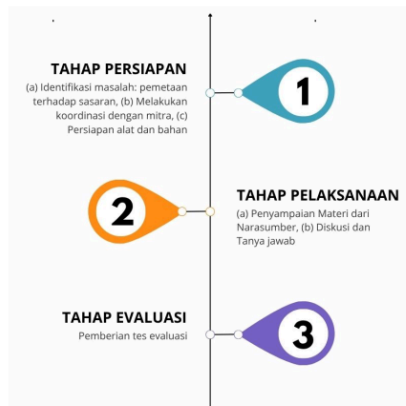 TAHAP PERSIAPAN
(a) Identifikasi masalah: pemetaan
terhadap sasaran, (b) Melakukan
koordinasi dengan mitra, (c)
Persiapan alat dan bahan
1
2
TAHAP PELAKSANAAN
(a) Penyampaian Materi dari
Narasumber, (b) Diskusi dan
Tanya jawab
TAHAP EVALUASI
Pemberian tes evaluasi
3